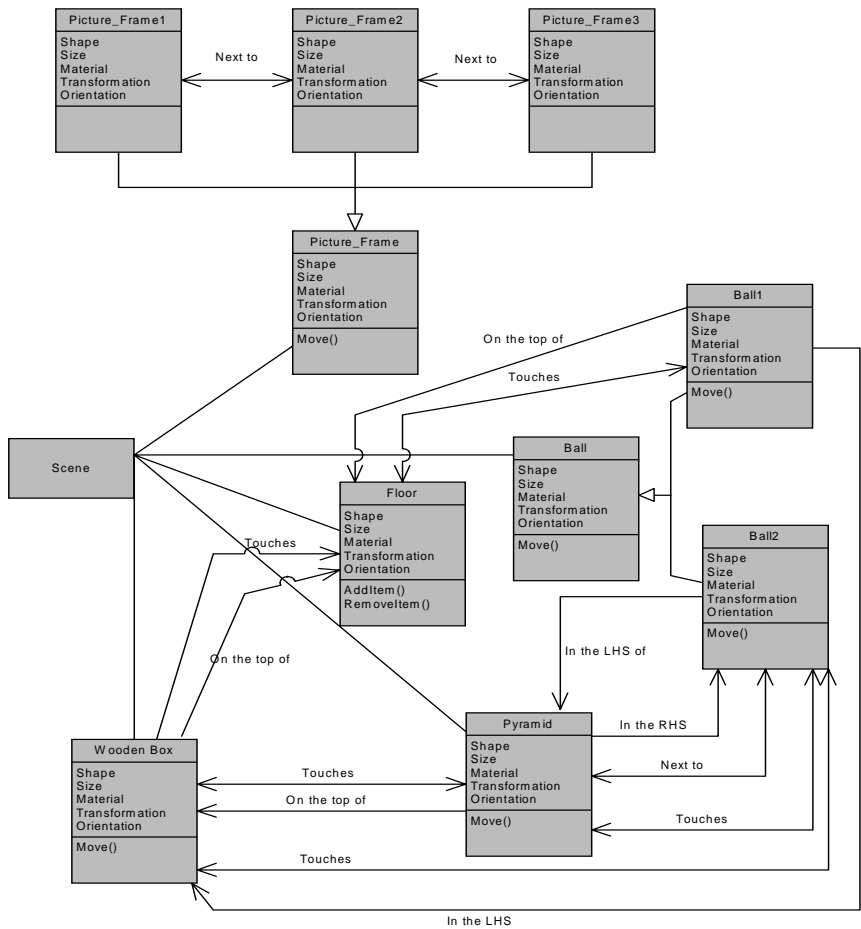 Picture_Frame1
Shape
Size
Material
Transformation
Orientation
Next to
Picture_Frame2
Shape
Size
Material
Transformation
Orientation
Next to
Picture_Frame3
Shape
Size
Material
Transformation
Orientation
Picture_Frame
Shape
Size
Material
Transformation
Orientation
Move()
Ball1
Shape
Size
Material
Transformation
Orientation
Move()
On the top of
Touches
Scene
Ball
Shape
Size
Material
Transformation
Orientation
Move()
Floor
Shape
Size
Material
Transformation
Orientation
AddItem()
RemoveItem()
Touches
On the top of
Ball2
Shape
Size
Material
Transformation
Orientation
Move()
In the LHS of
In the RHS
Next to
Touches
Pyramid
Shape
Size
Material
Transformation
Orientation
Move()
Wooden Box
Shape
Size
Material
Transformation
Orientation
Move()
Touches
On the top of
Touches
In the LHS